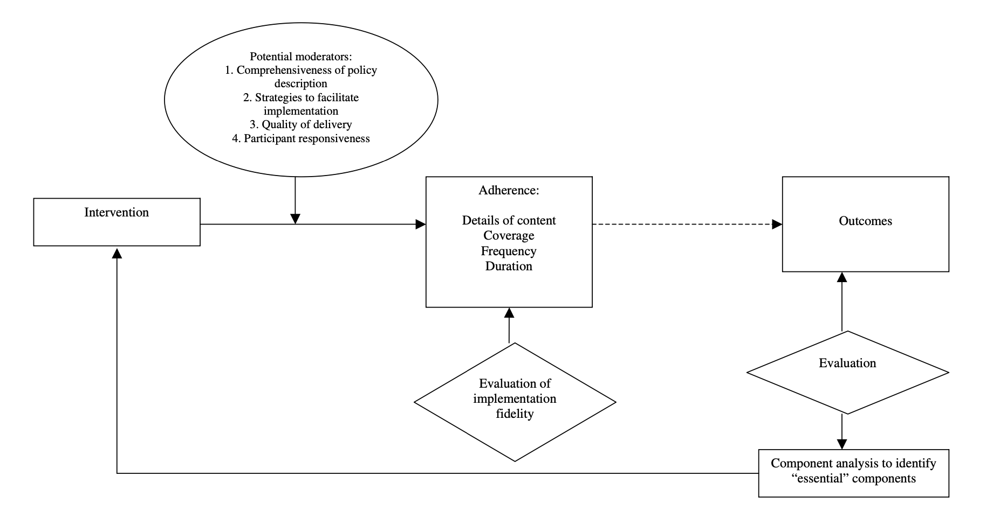 Potential moderators:
1. Comprehensiveness of policy
description
2. Strategies to facilitate
implementation
3. Quality of delivery
4. Participant responsiveness
Intervention
Adherence:
Details of content
Coverage
Frequency
Duration
Outcomes
Evaluation of
implementation
fidelity
Evaluation
Component analysis to identify
“essential” components